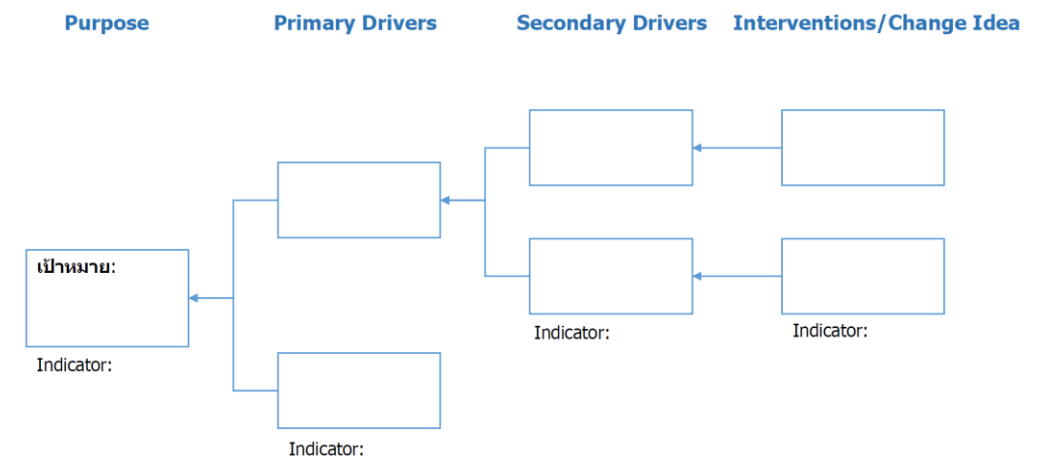 Purpose
Primary Drivers
Secondary Drivers
Interventions/Change Idea
เป้าหมาย:
Indicator:
Indicator:
Indicator:
Indicator: